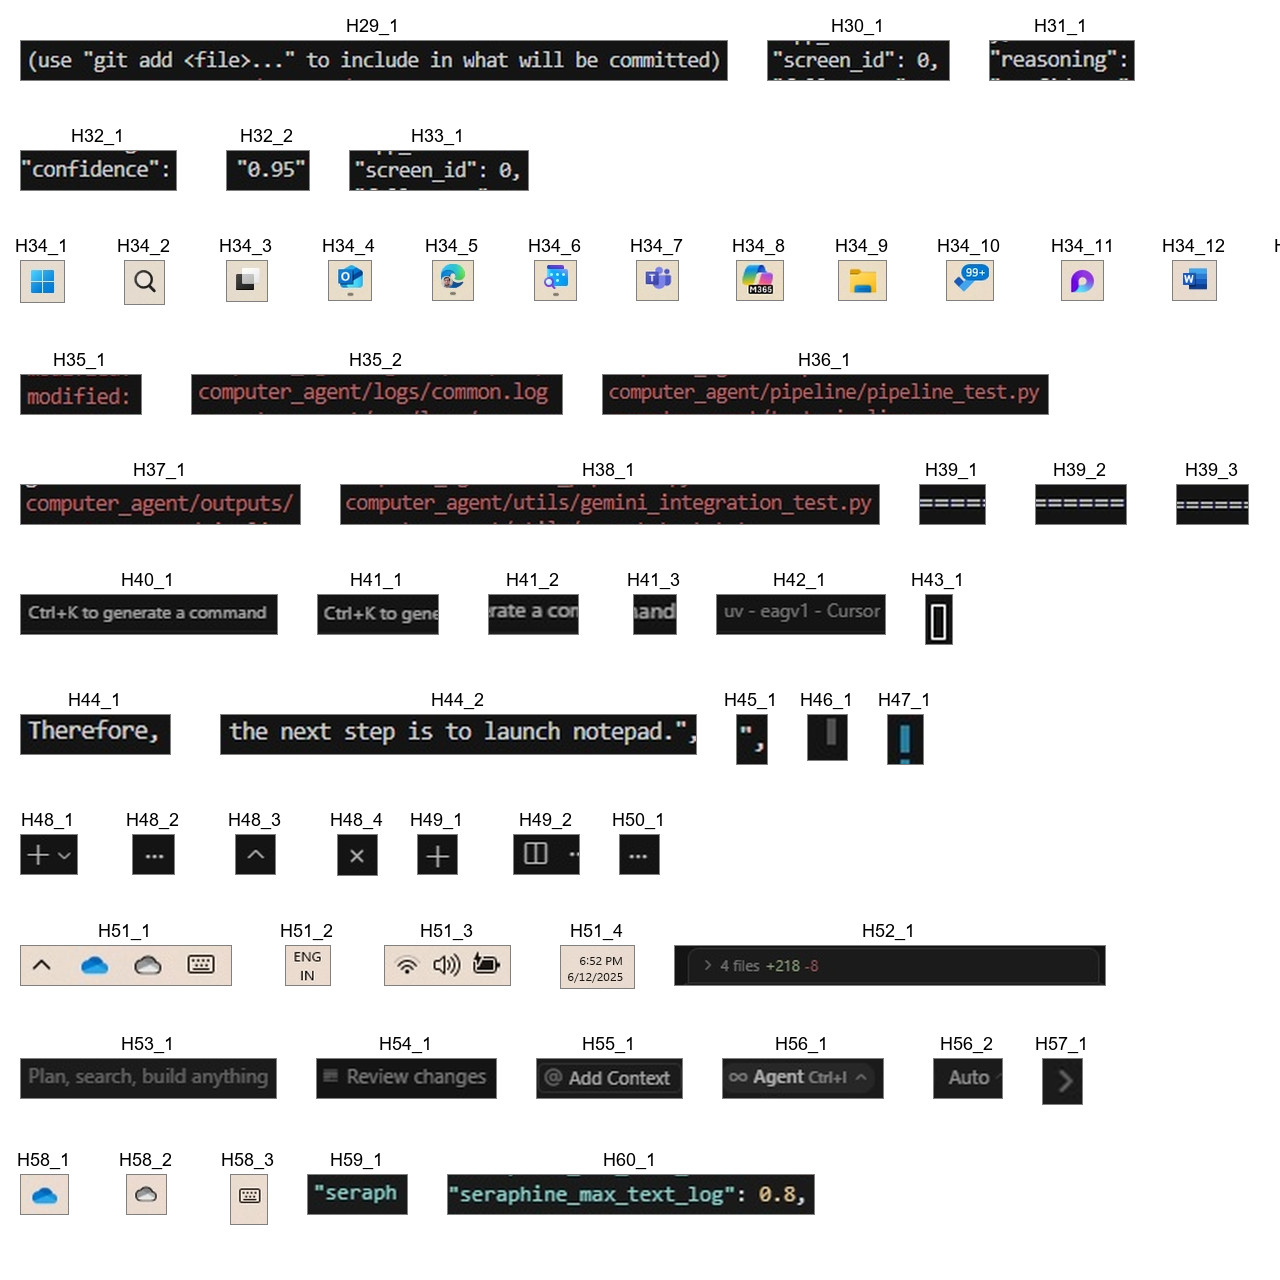 H29_1 H30_1 H31_1
(use "git add <file>..." to include in what will be committed) "screen_id": 0, "reasoning":
H32_1 H32_2 H33_1
"confidence": "0.95" "screen_id": 0,
H34_1 H34_2 H34_3 H34_4 H34_5 H34_6 H34_7 H34_8 H34_9 H34_10 H34_11 H34_12
M365 99+ W
H35_1 H35_2 H36_1
modified: computer_agent/logs/common.log computer_agent/pipeline/pipeline_test.py
H37_1 H38_1 H39_1 H39_2 H39_3
computer_agent/outputs/ computer_agent/utils/gemini_integration_test.py ===== ====== =====
H40_1 H41_1 H41_2 H41_3 H42_1 H43_1
Ctrl+K to generate a command Ctrl+K to gene rate a con and uv - eagv1 - Cursor
H44_1 H44_2 H45_1 H46_1 H47_1
Therefore, the next step is to launch notepad.", ",
H48_1 H48_2 H48_3 H48_4 H49_1 H49_2 H50_1
H51_1 H51_2 H51_3 H51_4 H52_1
ENG 6:52 PM > 4 files +218 -8
IN 6/12/2025
H53_1 H54_1 H55_1 H56_1 H56_2 H57_1
Plan, search, build anything Review changes @ Add Context ∞ Agent Ctrl+I Auto
H58_1 H58_2 H58_3 H59_1 H60_1
"seraph "seraphine_max_text_log": 0.8,